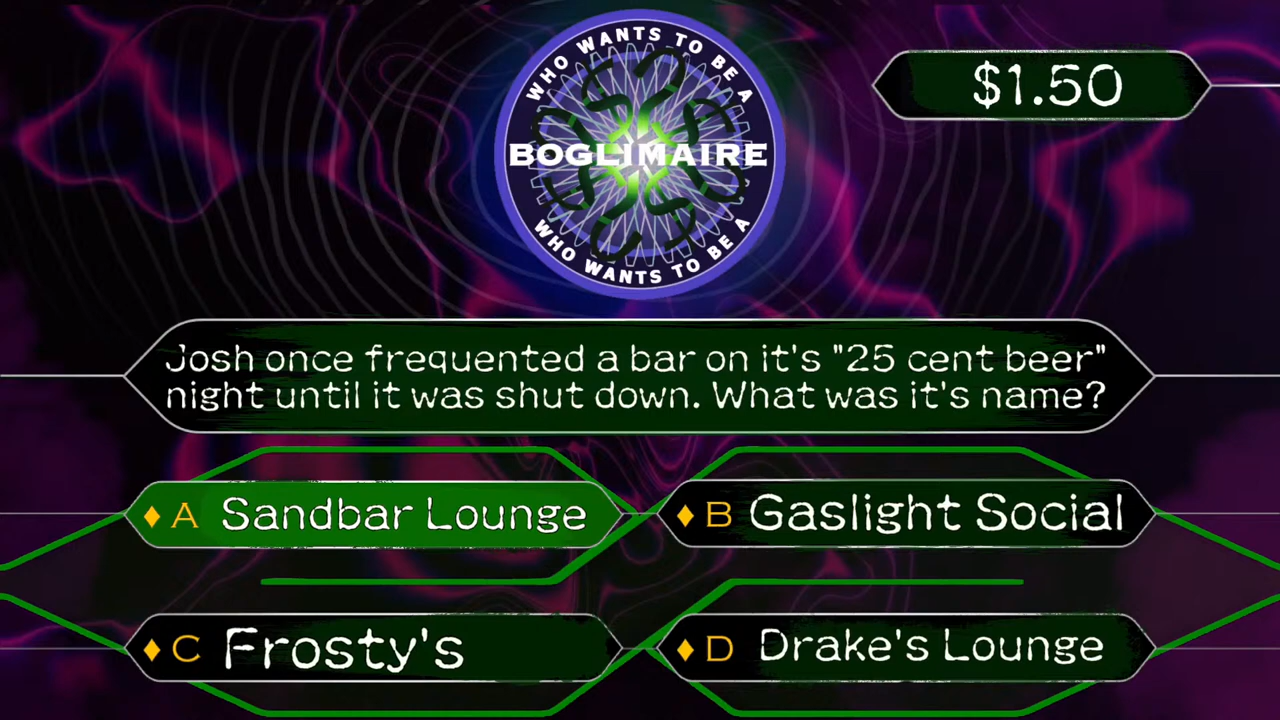 WHO WANTS TO BE A
BOGLIMAIRE
WHO WANTS TO BE A
$1.50
Josh once frequented a bar on it's "25 cent beer"
night until it was shut down. What was it's name?
A Sandbar Lounge
B Gaslight Social
C Frosty's
D Drake's Lounge